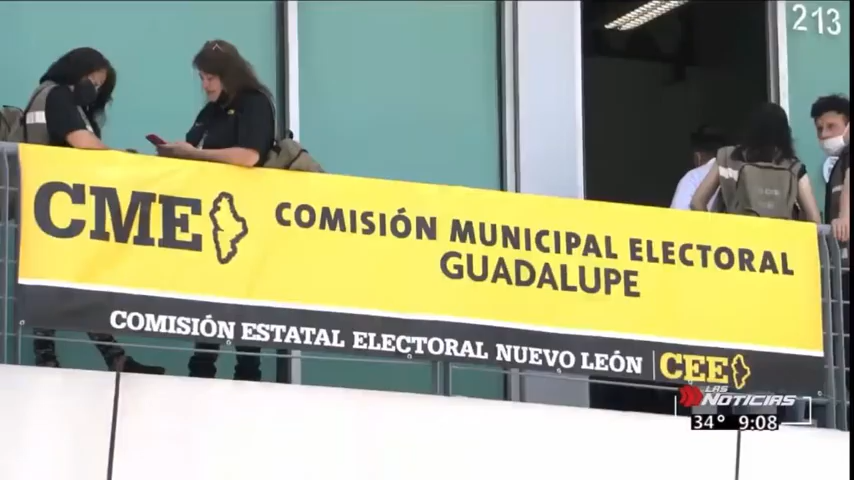 213
CME
COMISIÓN MUNICIPAL ELECTORAL
GUADALUPE
COMISIÓN ESTATAL ELECTORAL NUEVO LEÓN | CEE
LAS
NOTICIAS
34° 9:08